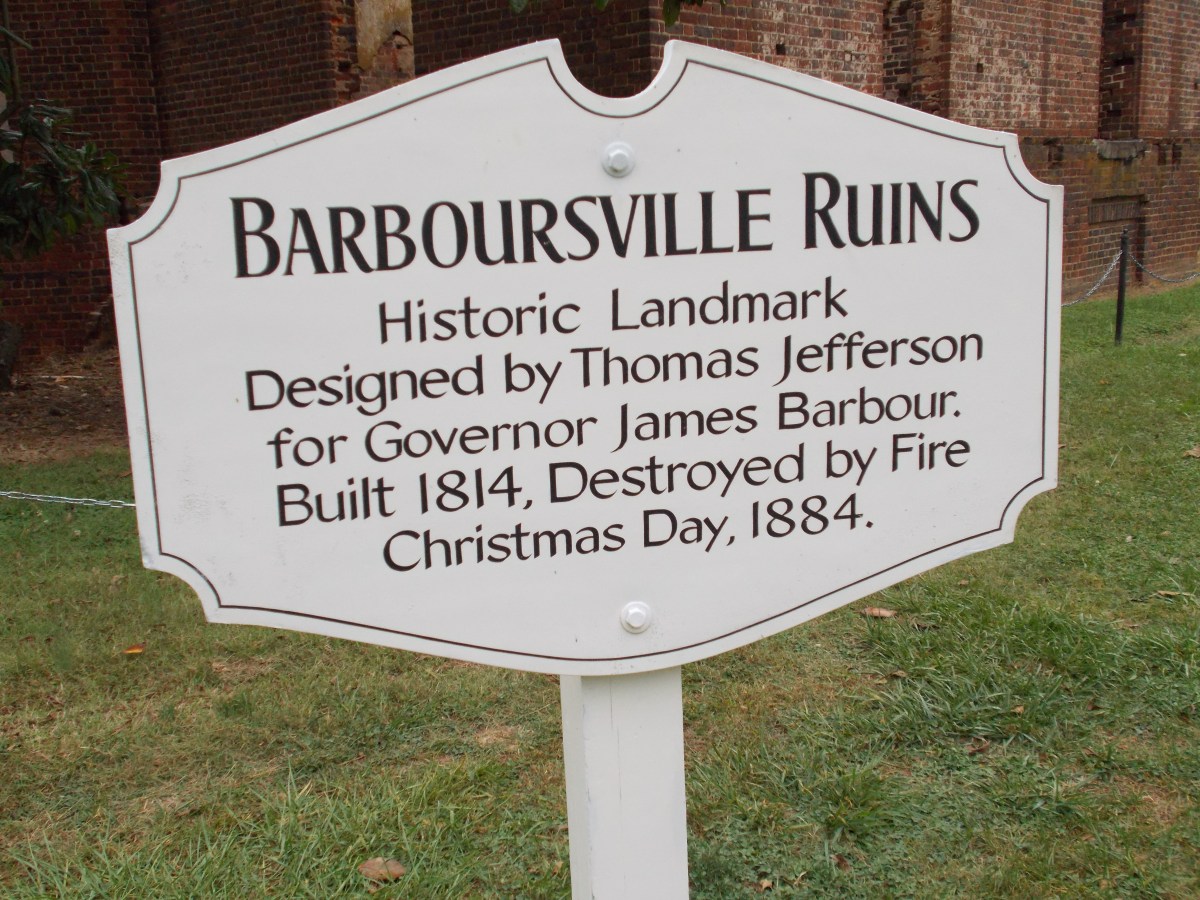 Barboursville Ruins
Historic Landmark
Designed by Thomas Jefferson
for Governor James Barbour.
Built 1814, Destroyed by Fire
Christmas Day, 1884.